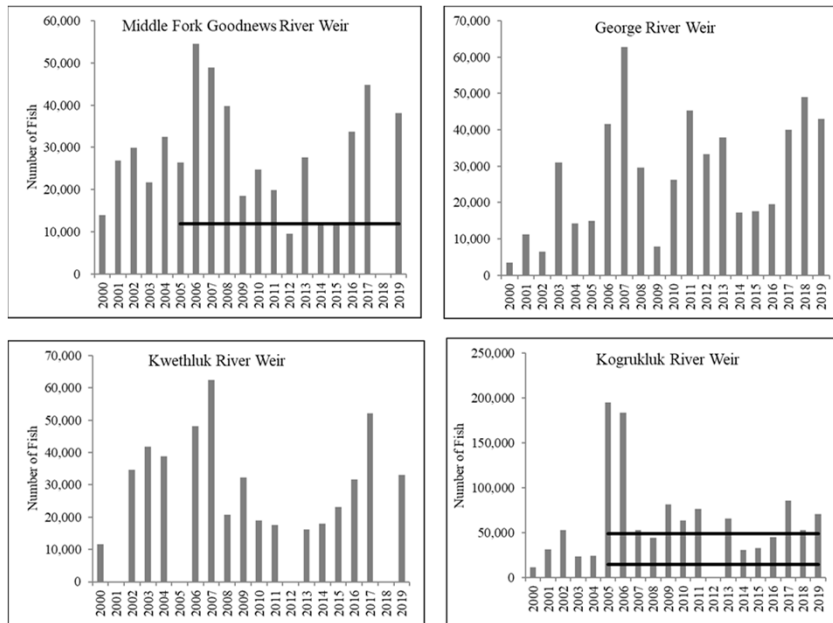 Middle Fork Goodnews River Weir
Number of Fish
60,000
50,000
40,000
30,000
20,000
10,000
0
2000 2001 2002 2003 2004 2005 2006 2007 2008 2009 2010 2011 2012 2013 2014 2015 2016 2017 2018 2019
George River Weir
70,000
60,000
50,000
40,000
30,000
20,000
10,000
0
2000 2001 2002 2003 2004 2005 2006 2007 2008 2009 2010 2011 2012 2013 2014 2015 2016 2017 2018 2019
Kwethluk River Weir
Number of Fish
70,000
60,000
50,000
40,000
30,000
20,000
10,000
0
2000 2001 2002 2003 2004 2005 2006 2007 2008 2009 2010 2011 2012 2013 2014 2015 2016 2017 2018 2019
Kogrukluk River Weir
Number of Fish
250,000
200,000
150,000
100,000
50,000
0
2000 2001 2002 2003 2004 2005 2006 2007 2008 2009 2010 2011 2012 2013 2014 2015 2016 2017 2018 2019